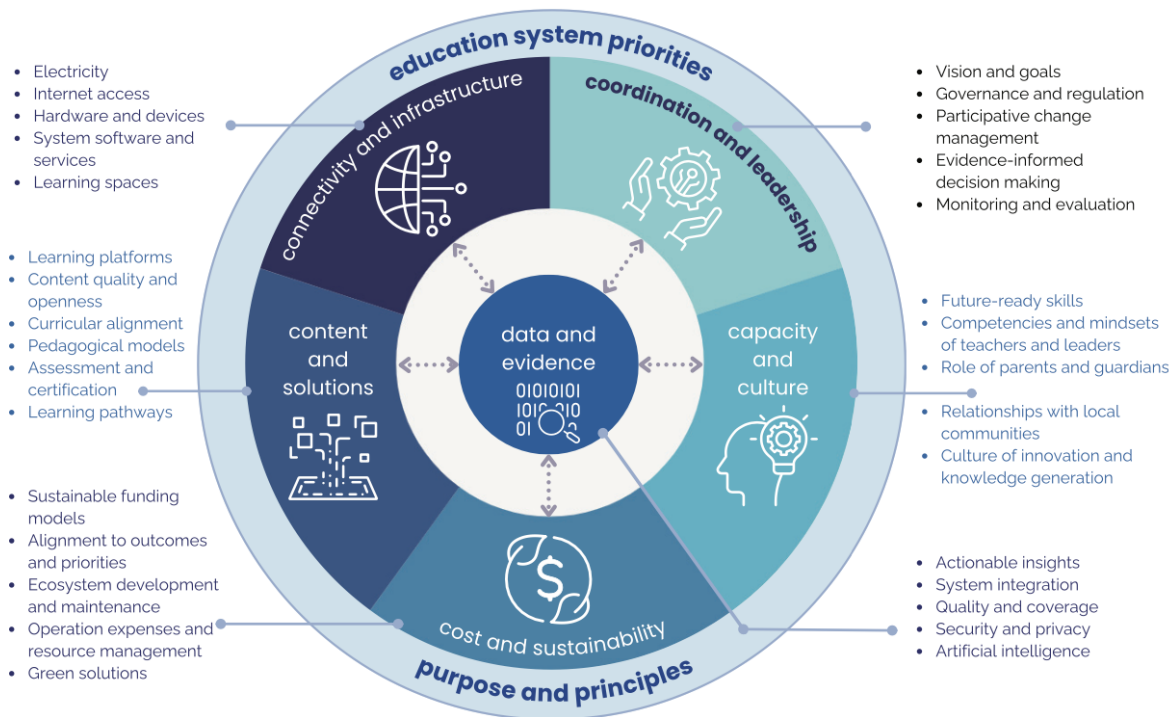 education system priorities
• Electricity
• Internet access
• Hardware and devices
• System software and
services
• Learning spaces
connectivity and infrastructure
coordination and leadership
• Vision and goals
• Governance and regulation
• Participative change
management
• Evidence-informed
decision making
• Monitoring and evaluation
• Learning platforms
• Content quality and
openness
• Curricular alignment
• Pedagogical models
• Assessment and
certification
• Learning pathways
content
and
solutions
data and
evidence
01010101
1010 010
01
capacity
and
culture
• Future-ready skills
• Competencies and mindsets
of teachers and leaders
• Role of parents and guardians
• Relationships with local
communities
• Culture of innovation and
knowledge generation
• Sustainable funding
models
• Alignment to outcomes
and priorities
• Ecosystem development
and maintenance
• Operation expenses and
resource management
• Green solutions
$
cost and sustainability
• Actionable insights
• System integration
• Quality and coverage
• Security and privacy
• Artificial intelligence
purpose and principles